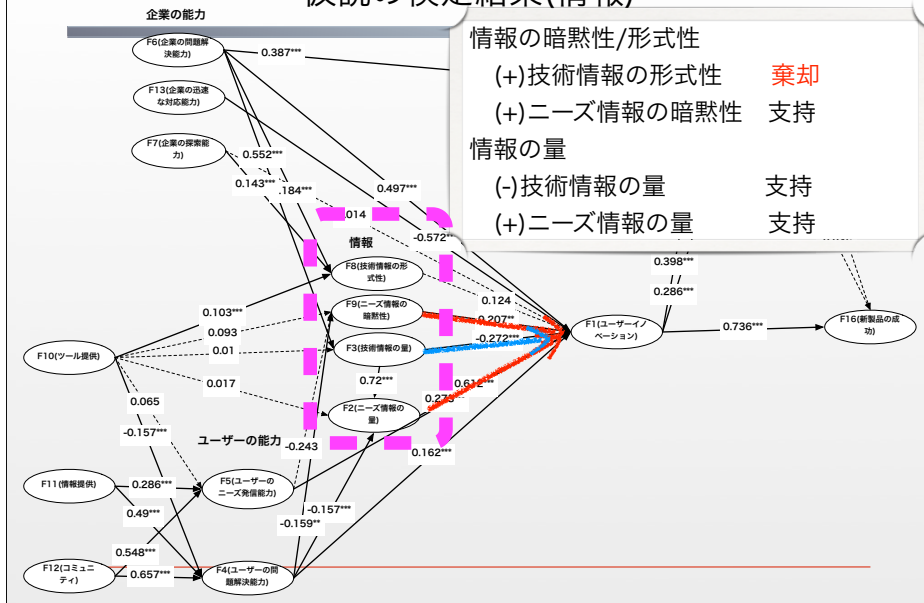 仮説の検定結果(情報)
企業の能力
F6(企業の問題解
決能力)
0.387***
F13(企業の迅速
な対応能力)
F7(企業の探索能
力)
0.552***
0.143***
.184***
0.497***
.014
-0.572**
情報の暗黙性/形式性
(+)技術情報の形式性 棄却
(+)ニーズ情報の暗黙性 支持
情報の量
(-)技術情報の量 支持
(+)ニーズ情報の量 支持
情報
F8(技術情報の形
式性)
F9(ニーズ情報の
暗黙性)
F3(技術情報の量)
F2(ニーズ情報の
量)
0.72***
0.124
0.207**
-0.272***
0.612***
0.273
0.162***
0.398***
0.286***
F1(ユーザーイノ
ベーション)
0.736***
F16(新製品の成
功)
F10(ツール提供)
0.103***
0.093
0.01
0.017
0.065
-0.157***
ユーザーの能力
-0.243
F11(情報提供)
0.286***
0.49***
F5(ユーザーの
ニーズ発信能力)
-0.157***
-0.159**
0.548***
F12(コミュニ
ティ)
0.657***
F4(ユーザーの問
題解決能力)